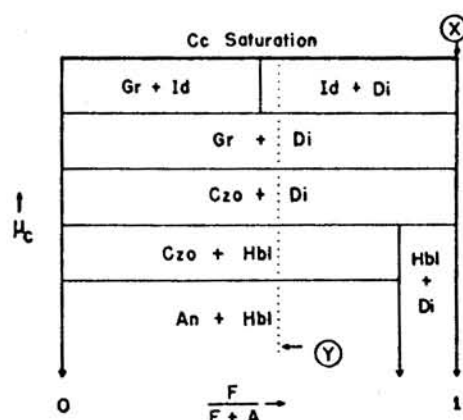 X
Cc Saturation
Gr + Id
Id + Di
Gr + Di
Czo + Di
μc
Czo + Hbl
Hbl
+
Di
An + Hbl
Y
0
F
F + A
1